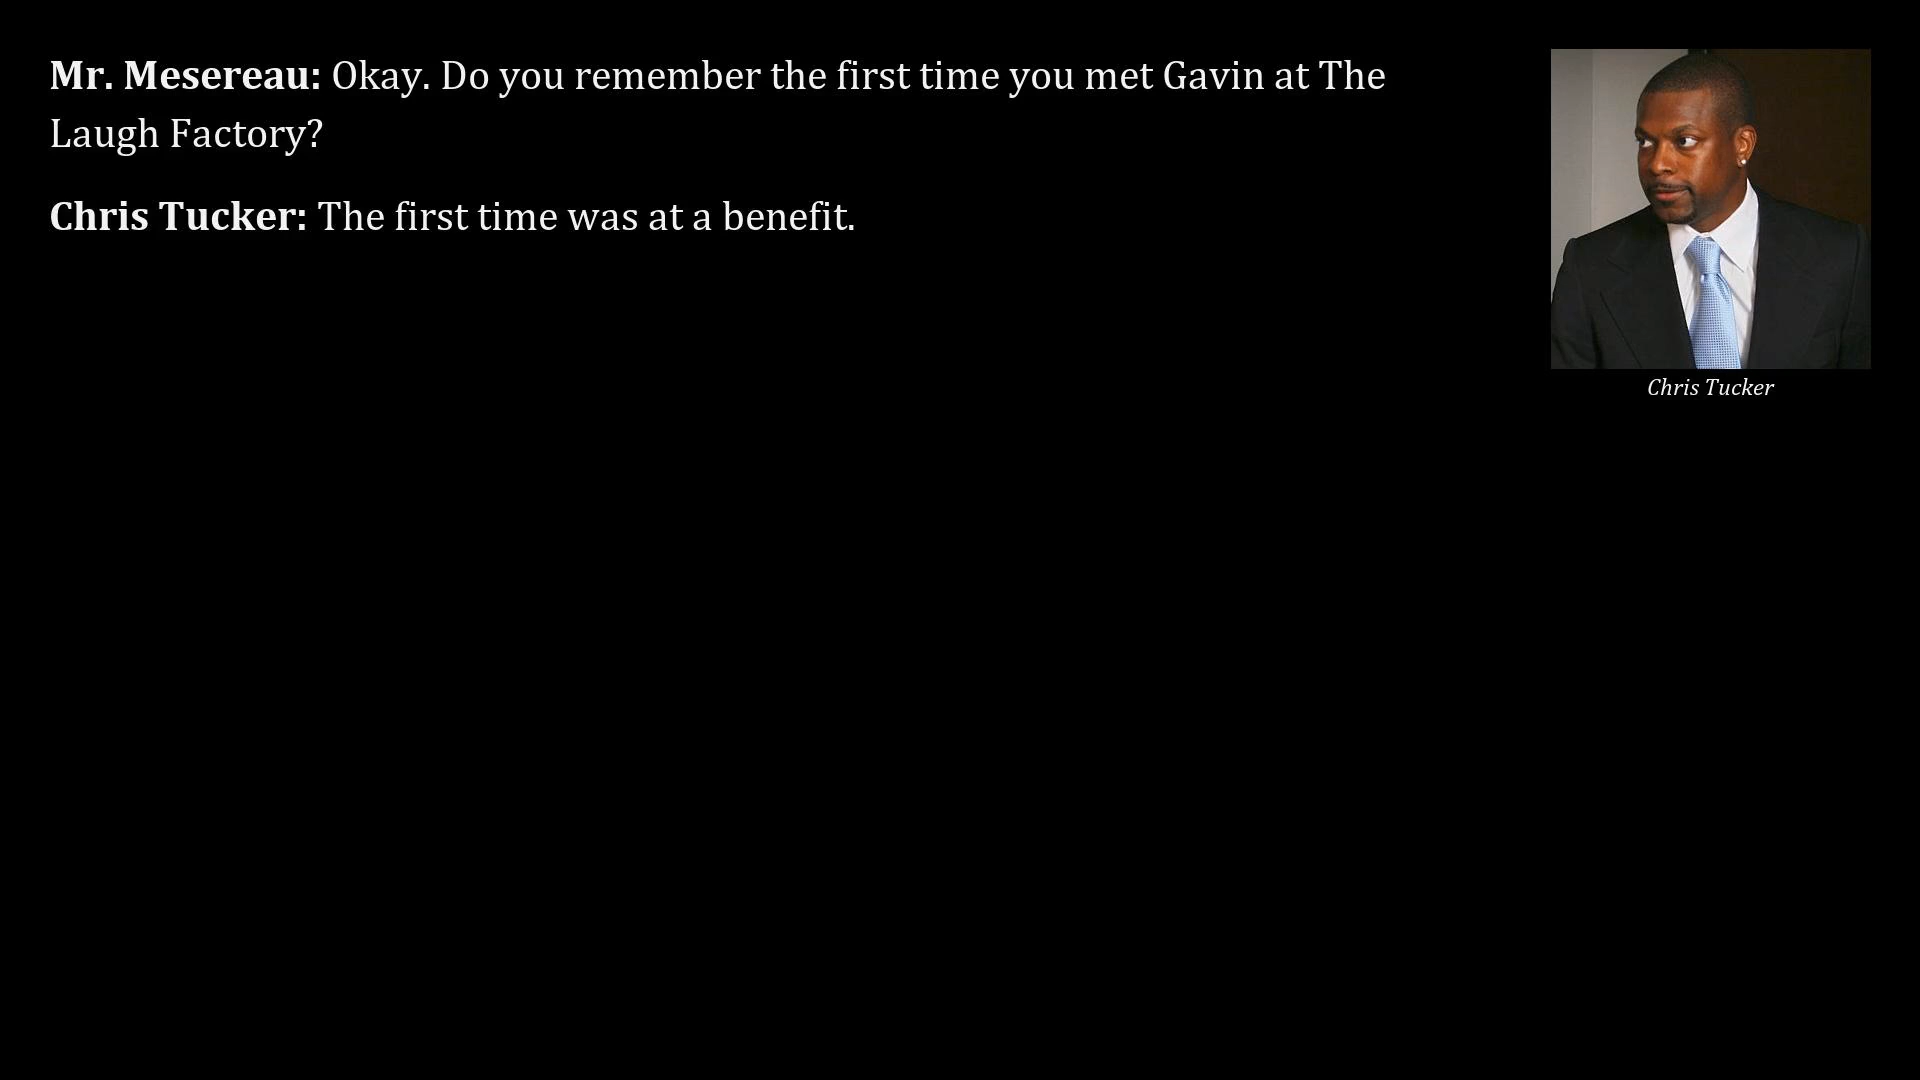 Mr. Mesereau: Okay. Do you remember the first time you met Gavin at The
Laugh Factory?
Chris Tucker: The first time was at a benefit.
Chris Tucker